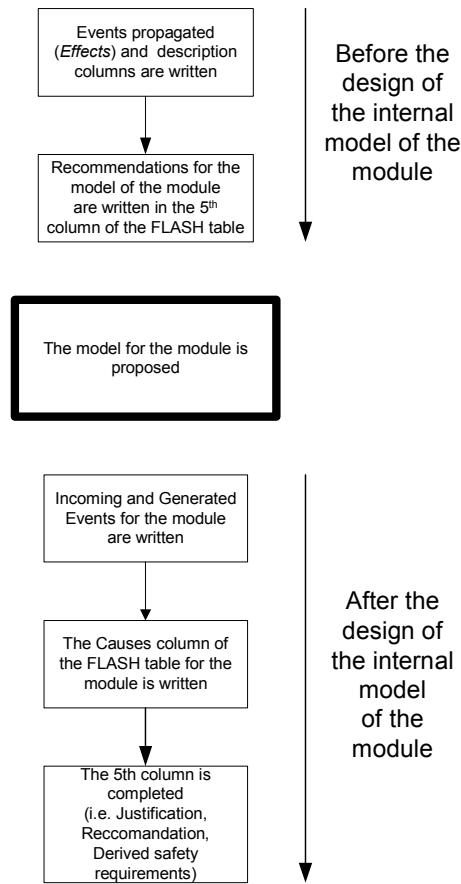 Events propagated
(Effects) and description
columns are written
Before the
design of
the internal
model of the
module
Recommendations for the
model of the module
are written in the 5th
column of the FLASH table
The model for the module is
proposed
Incoming and Generated
Events for the module
are written
The Causes column of
the FLASH table for the
module is written
After the
design of
the internal
model
of the
module
The 5th column is
completed
(i.e. Justification,
Reccomandation,
Derived safety
requirements)